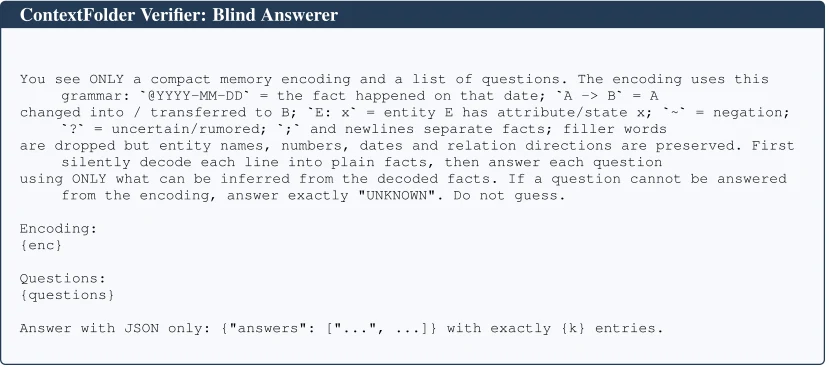 ContextFolder Verifier: Blind Answerer
You see ONLY a compact memory encoding and a list of questions. The encoding uses this
grammar: `@YYYY-MM-DD` = the fact happened on that date; `A -> B` = A
changed into / transferred to B; `E: x` = entity E has attribute/state x; `~` = negation;
`?` = uncertain/rumored; `;` and newlines separate facts; filler words
are dropped but entity names, numbers, dates and relation directions are preserved. First
silently decode each line into plain facts, then answer each question
using ONLY what can be inferred from the decoded facts. If a question cannot be answered
from the encoding, answer exactly "UNKNOWN". Do not guess.
Encoding:
{enc}
Questions:
{questions}
Answer with JSON only: {"answers": ["...", ...]} with exactly {k} entries.